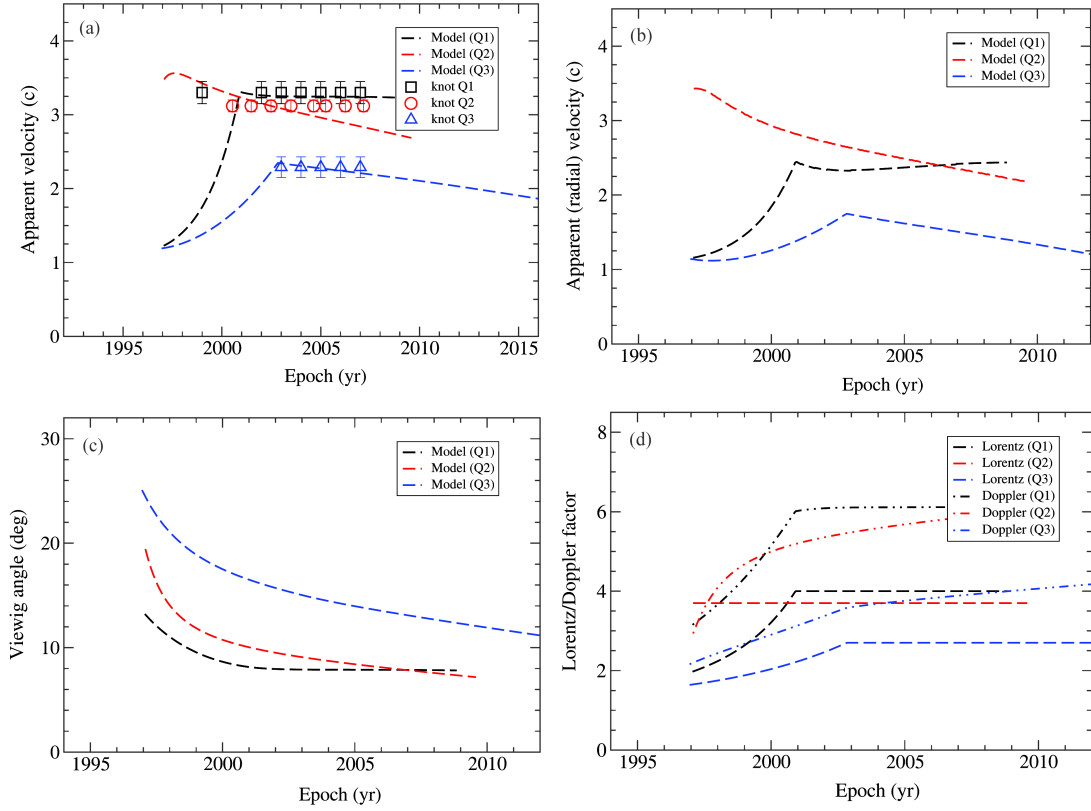 (a)
Model (Q1)
Model (Q2)
Model (Q3)
knot Q1
knot Q2
knot Q3
4
3
2
1
0
Apparent velocity (c)
1995
2000
2005
2010
2015
Epoch (yr)
(b)
Model (Q1)
Model (Q2)
Model (Q3)
4
3
2
1
0
Apparent (radial) velocity (c)
1995
2000
2005
2010
Epoch (yr)
(c)
Model (Q1)
Model (Q2)
Model (Q3)
30
20
10
0
Viewig angle (deg)
1995
2000
2005
2010
Epoch (yr)
(d)
Lorentz (Q1)
Lorentz (Q2)
Lorentz (Q3)
Doppler (Q1)
Doppler (Q2)
Doppler (Q3)
8
6
4
2
0
Lorentz/Doppler factor
1995
2000
2005
2010
Epoch (yr)